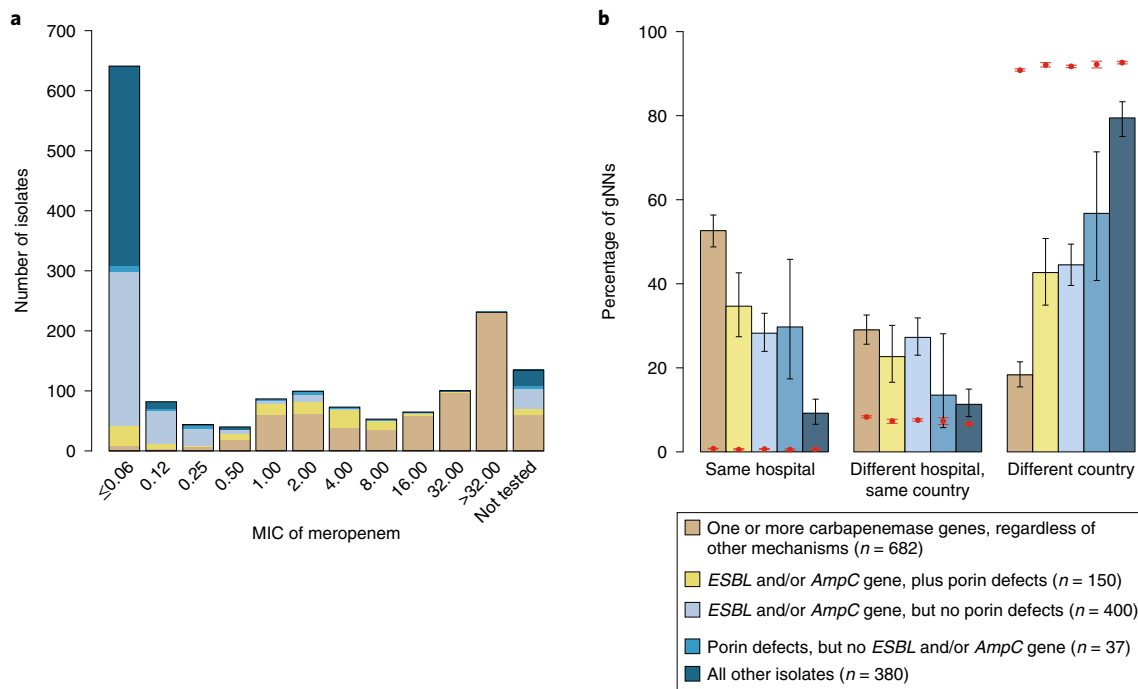 a
700
600
500
400
300
200
100
0
Number of isolates
≤0.06
0.12
0.25
0.50
1.00
2.00
4.00
8.00
16.00
32.00
>32.00
Not tested
MIC of meropenem
b
100
80
60
40
20
0
Percentage of gNNs
Same hospital
Different hospital,
same country
Different country
One or more carbapenemase genes, regardless of
other mechanisms (n = 682)
ESBL and/or AmpC gene, plus porin defects (n = 150)
ESBL and/or AmpC gene, but no porin defects (n = 400)
Porin defects, but no ESBL and/or AmpC gene (n = 37)
All other isolates (n = 380)